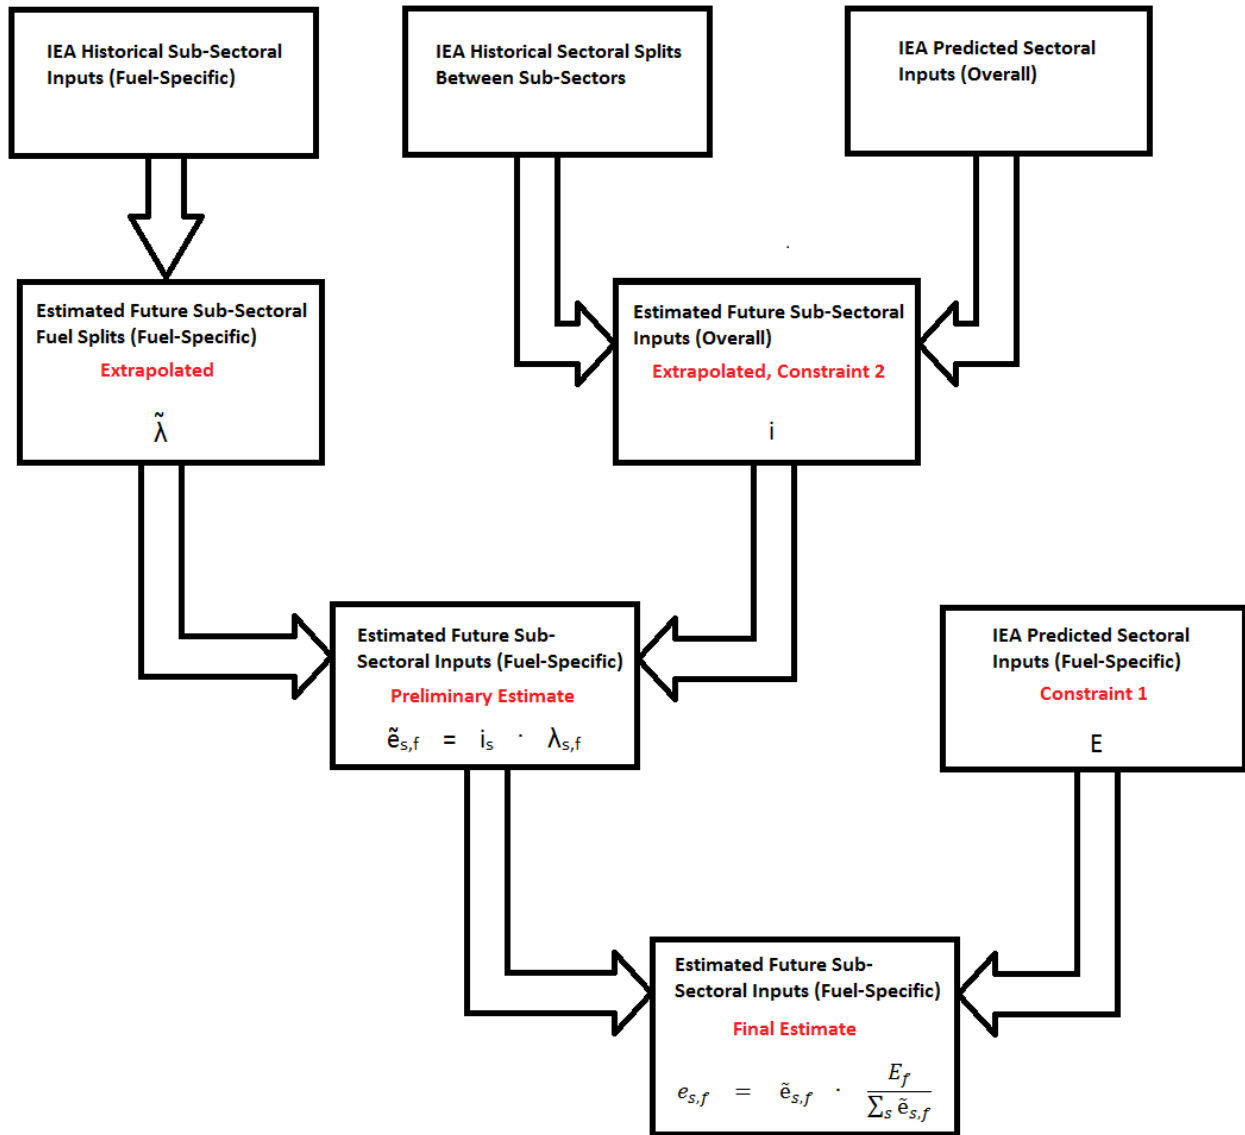 IEA Historical Sub-Sectoral
Inputs (Fuel-Specific)
IEA Historical Sectoral Splits
Between Sub-Sectors
IEA Predicted Sectoral
Inputs (Overall)
Estimated Future Sub-Sectoral
Fuel Splits (Fuel-Specific)
Extrapolated
λ̃
Estimated Future Sub-Sectoral
Inputs (Overall)
Extrapolated, Constraint 2
i
Estimated Future Sub-
Sectoral Inputs (Fuel-Specific)
Preliminary Estimate
ẽs,f = is · λs,f
IEA Predicted Sectoral
Inputs (Fuel-Specific)
Constraint 1
E
Estimated Future Sub-
Sectoral Inputs (Fuel-Specific)
Final Estimate
es,f = ẽs,f · Ef / ∑s ẽs,f